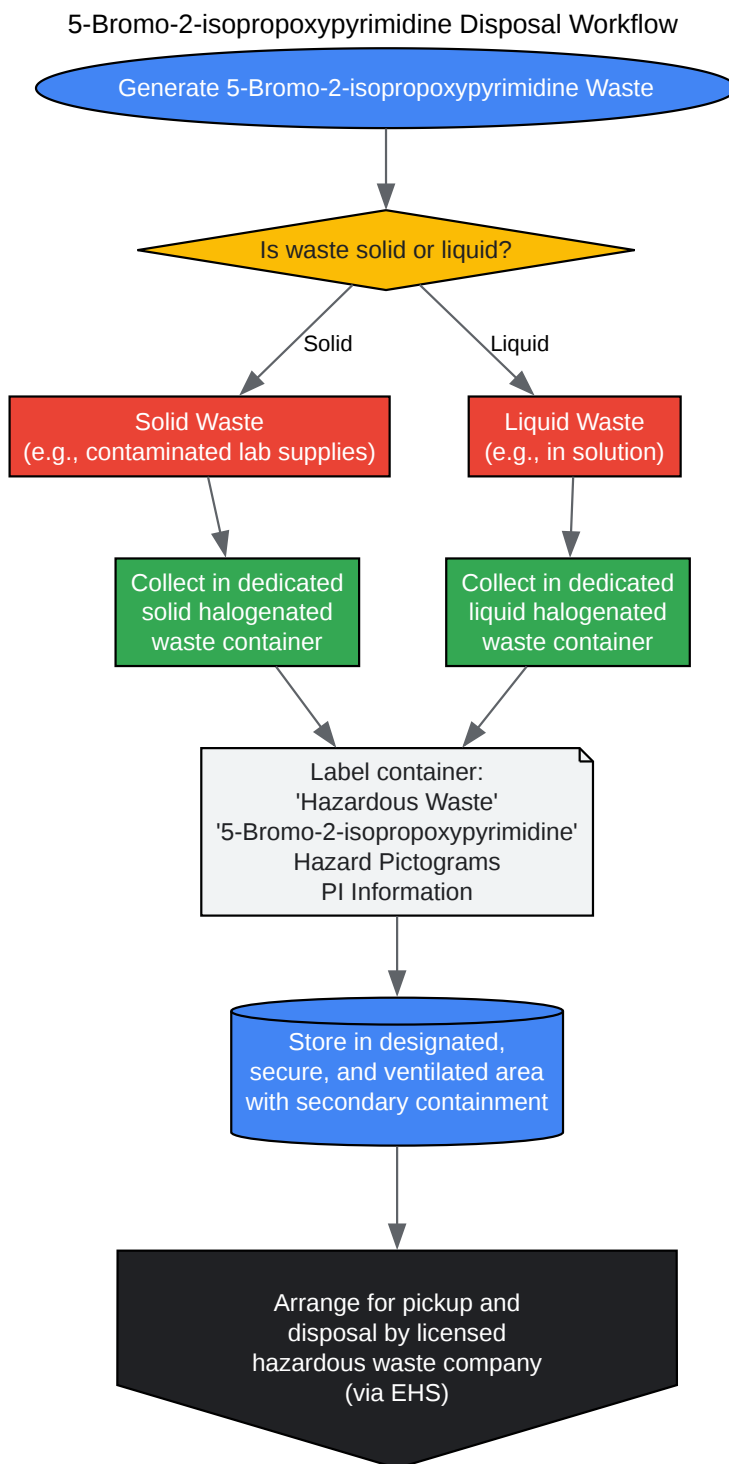 5-Bromo-2-isopropoxypyrimidine Disposal Workflow
Generate 5-Bromo-2-isopropoxypyrimidine Waste
Is waste solid or liquid?
Solid
Liquid
Solid Waste
(e.g., contaminated lab supplies)
Liquid Waste
(e.g., in solution)
Collect in dedicated
solid halogenated
waste container
Collect in dedicated
liquid halogenated
waste container
Label container:
'Hazardous Waste'
'5-Bromo-2-isopropoxypyrimidine'
Hazard Pictograms
PI Information
Store in designated,
secure, and ventilated area
with secondary containment
Arrange for pickup and
disposal by licensed
hazardous waste company
(via EHS)